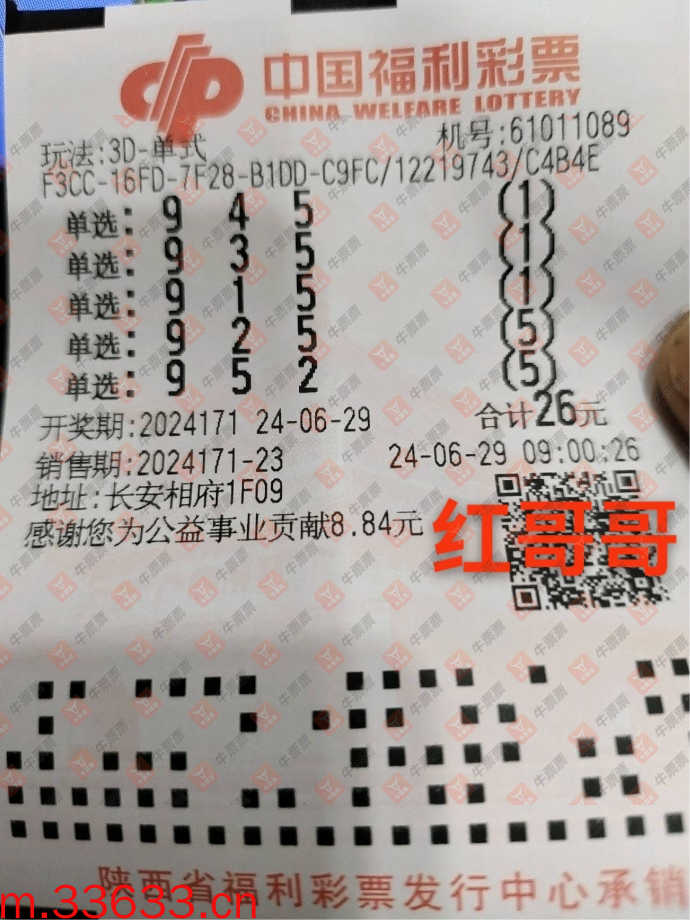 中国福利彩票
CHINA WELFARE LOTTERY
玩法:3D-单式 机号:61011089
F3CC-16FD-7F28-B1DD-C9FC/12219743/C4B4E
单选: 9 4 5 (1)
单选: 9 3 5 (1)
单选: 9 1 5 (1)
单选: 9 2 5 (5)
单选: 9 5 2 (5)
开奖期:2024171 24-06-29 合计26元
销售期:2024171-23 24-06-29 09:00:26
地址:长安相府1F09
感谢您为公益事业贡献8.84元
红哥哥
牛票票
陕西省福利彩票发行中心承销
m.33633.cn